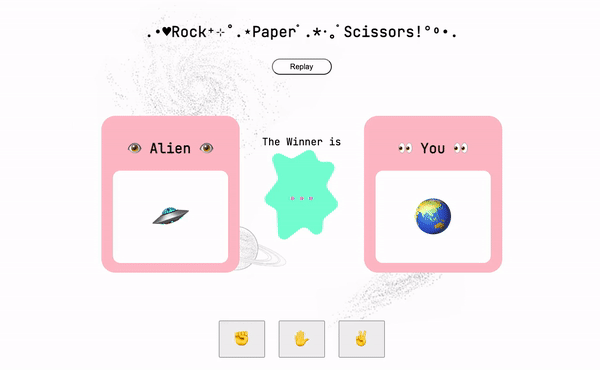 .•♥Rock⁺⊹˚.⋆Paper﹡.*·｡ﾟScissors!°º•.
Replay
👁️ Alien 👁️
The Winner is
👀 You 👀